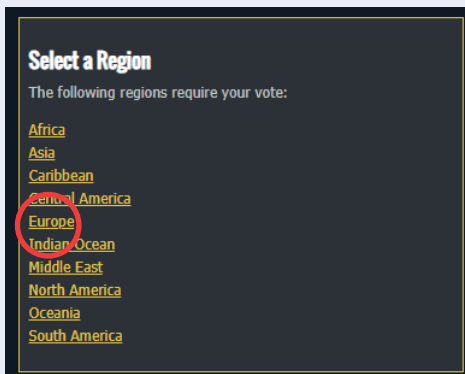 Select a Region
The following regions require your vote:
Africa
Asia
Caribbean
Central America
Europe
Indian Ocean
Middle East
North America
Oceania
South America